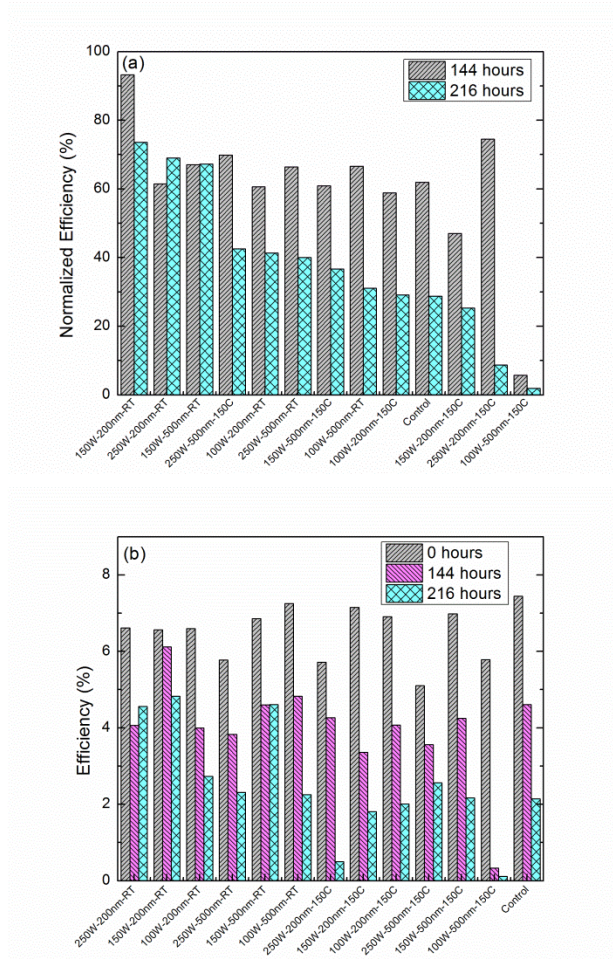 (a)
144 hours
216 hours
Normalized Efficiency (%)
100
80
60
40
20
0
150W-200nm-RT
250W-200nm-RT
150W-500nm-RT
250W-500nm-150C
100W-200nm-RT
250W-500nm-RT
150W-500nm-150C
100W-500nm-RT
100W-200nm-150C
Control
150W-200nm-150C
250W-200nm-150C
100W-500nm-150C
(b)
0 hours
144 hours
216 hours
Efficiency (%)
8
6
4
2
0
250W-200nm-RT
150W-200nm-RT
100W-200nm-RT
250W-500nm-RT
150W-500nm-RT
100W-500nm-RT
250W-200nm-150C
150W-200nm-150C
100W-200nm-150C
250W-500nm-150C
150W-500nm-150C
100W-500nm-150C
Control